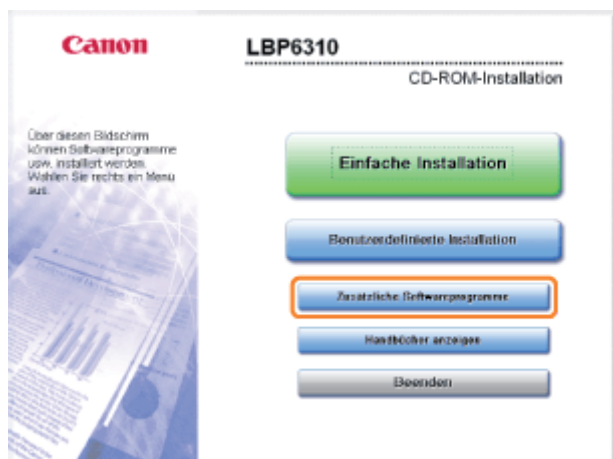 Canon
LBP6310
CD-ROM-Installation
Über diesen Bildschirm
können Softwareprogramme
usw. installiert werden.
Wählen Sie rechts ein Menü
aus.
Einfache Installation
Benutzerdefinierte Installation
Zusätzliche Softwareprogramme
Handbücher anzeigen
Beenden